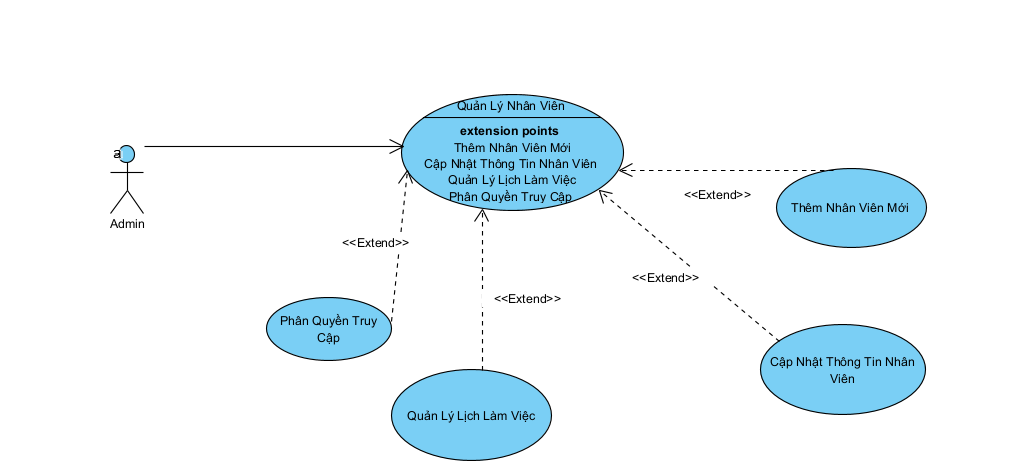 Quản Lý Nhân Viên
extension points
Thêm Nhân Viên Mới
Cập Nhật Thông Tin Nhân Viên
Quản Lý Lịch Làm Việc
Phân Quyền Truy Cập
a
Admin
<<Extend>>
Thêm Nhân Viên Mới
<<Extend>>
<<Extend>>
<<Extend>>
Phân Quyền Truy
Cập
Cập Nhật Thông Tin Nhân
Viên
Quản Lý Lịch Làm Việc